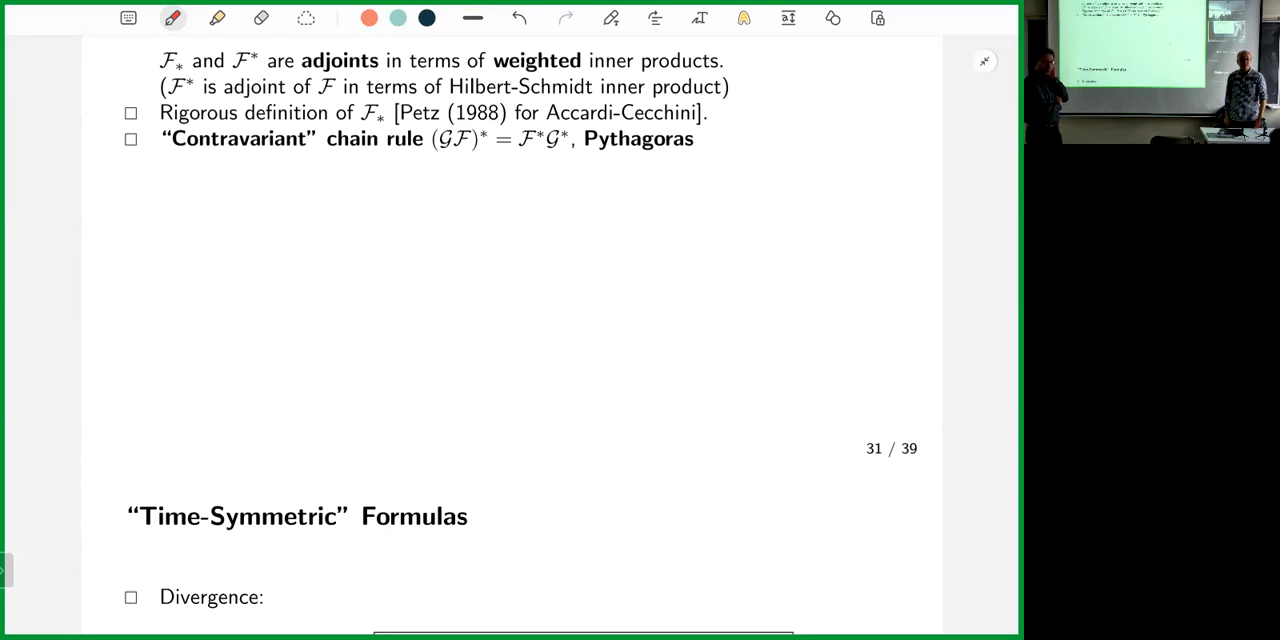 ℱ∗ and ℱ* are adjoints in terms of weighted inner products.
(ℱ* is adjoint of ℱ in terms of Hilbert-Schmidt inner product)
□ Rigorous definition of ℱ∗ [Petz (1988) for Accardi-Cecchini].
□ “Contravariant” chain rule (𝒢ℱ)* = ℱ*𝒢*, Pythagoras
31 / 39
“Time-Symmetric” Formulas
□ Divergence: